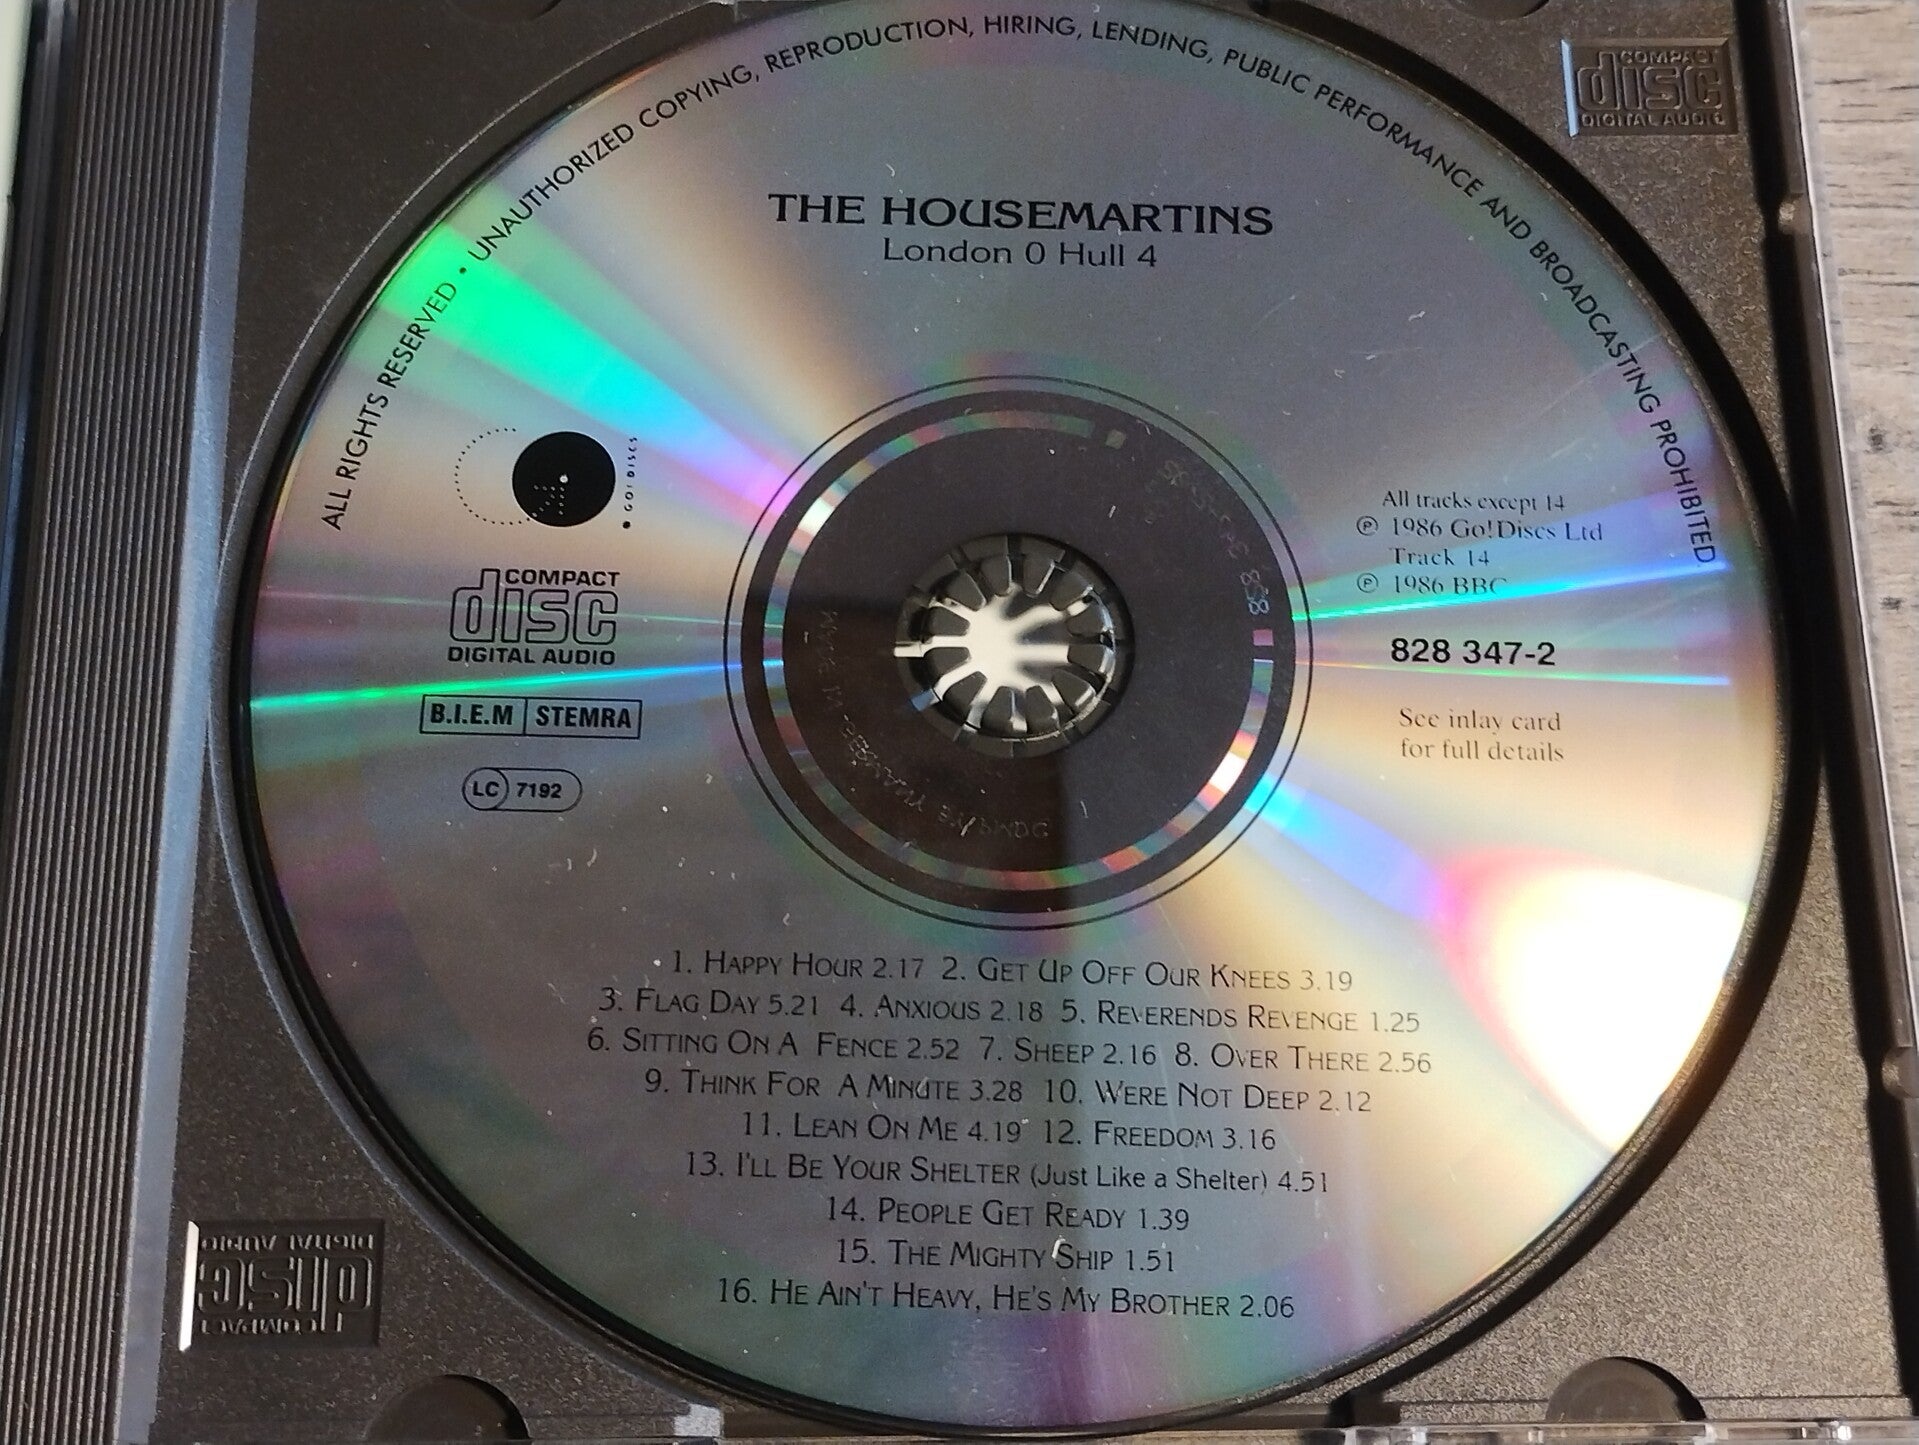 ALL RIGHTS RESERVED • UNAUTHORIZED COPYING, REPRODUCTION, HIRING, LENDING, PUBLIC PERFORMANCE AND BROADCASTING PROHIBITED
COMPACT
disc
DIGITAL AUDIO
THE HOUSEMARTINS
London 0 Hull 4
• GO! DISCS
COMPACT
disc
DIGITAL AUDIO
B.I.E.M STEMRA
LC 7192
All tracks except 14
℗ 1986 Go!Discs Ltd
Track 14
℗ 1986 BBC
828 347-2
See inlay card
for full details
1. HAPPY HOUR 2.17 2. GET UP OFF OUR KNEES 3.19
3. FLAG DAY 5.21 4. ANXIOUS 2.18 5. REVERENDS REVENGE 1.25
6. SITTING ON A FENCE 2.52 7. SHEEP 2.16 8. OVER THERE 2.56
9. THINK FOR A MINUTE 3.28 10. WERE NOT DEEP 2.12
11. LEAN ON ME 4.19 12. FREEDOM 3.16
13. I'LL BE YOUR SHELTER (Just Like a Shelter) 4.51
14. PEOPLE GET READY 1.39
15. THE MIGHTY SHIP 1.51
16. HE AIN'T HEAVY, HE'S MY BROTHER 2.06
COMPACT
disc
DIGITAL AUDIO